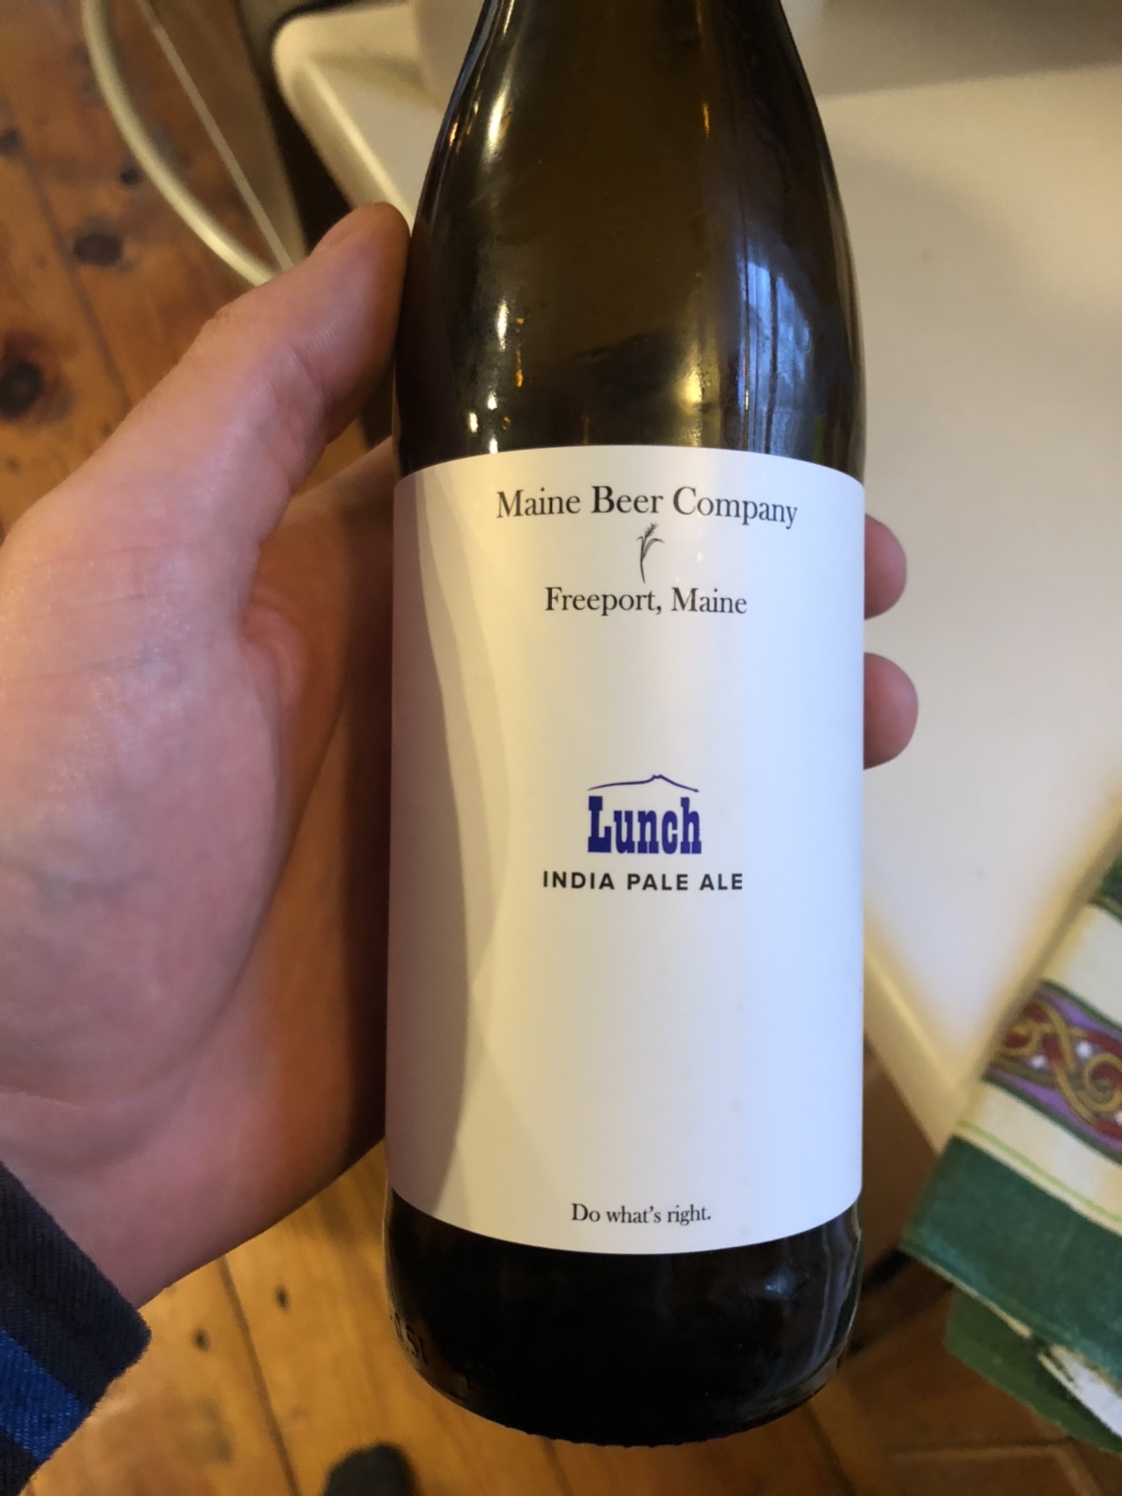 Maine Beer Company
Freeport, Maine
Lunch
INDIA PALE ALE
Do what's right.